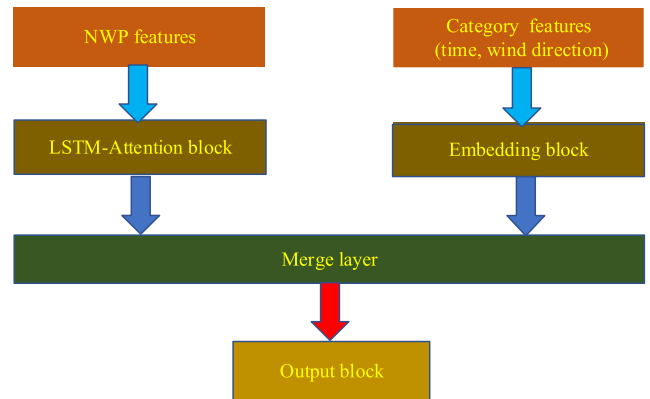 NWP features
Category features
(time, wind direction)
LSTM-Attention block
Embedding block
Merge layer
Output block